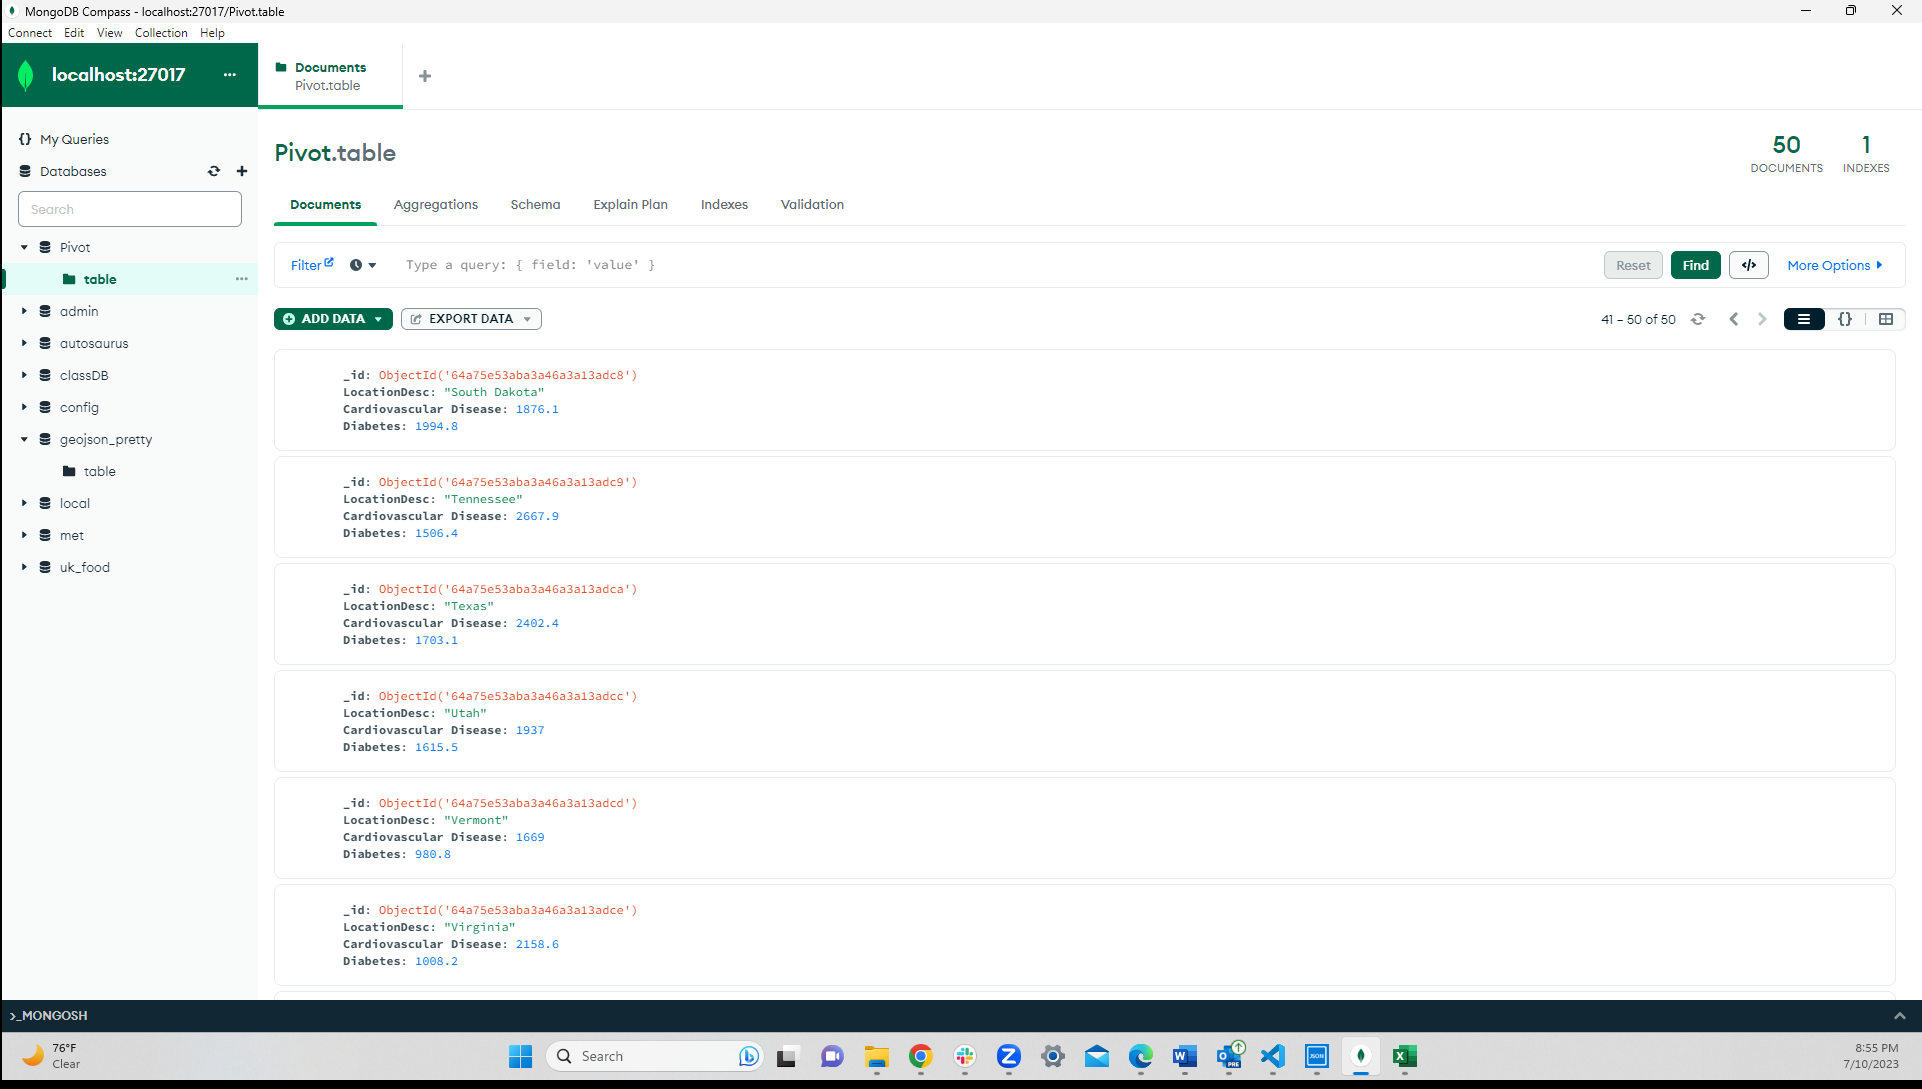 MongoDB Compass - localhost:27017/Pivot.table
Connect Edit View Collection Help
localhost:27017 ...
Documents
Pivot.table
My Queries
Databases
Search
Pivot
table
admin
autosaurus
classDB
config
geojson_pretty
table
local
met
uk_food
Pivot.table
50
DOCUMENTS
1
INDEXES
Documents Aggregations Schema Explain Plan Indexes Validation
Filter Type a query: { field: 'value' } Reset Find </> More Options
ADD DATA EXPORT DATA 41 – 50 of 50 {}
_id: ObjectId('64a75e53aba3a46a3a13adc8')
LocationDesc: "South Dakota"
Cardiovascular Disease: 1876.1
Diabetes: 1994.8
_id: ObjectId('64a75e53aba3a46a3a13adc9')
LocationDesc: "Tennessee"
Cardiovascular Disease: 2667.9
Diabetes: 1506.4
_id: ObjectId('64a75e53aba3a46a3a13adca')
LocationDesc: "Texas"
Cardiovascular Disease: 2402.4
Diabetes: 1703.1
_id: ObjectId('64a75e53aba3a46a3a13adcc')
LocationDesc: "Utah"
Cardiovascular Disease: 1937
Diabetes: 1615.5
_id: ObjectId('64a75e53aba3a46a3a13adcd')
LocationDesc: "Vermont"
Cardiovascular Disease: 1669
Diabetes: 980.8
_id: ObjectId('64a75e53aba3a46a3a13adce')
LocationDesc: "Virginia"
Cardiovascular Disease: 2158.6
Diabetes: 1008.2
>_MONGOSH
76°F
Clear
Search
8:55 PM
7/10/2023